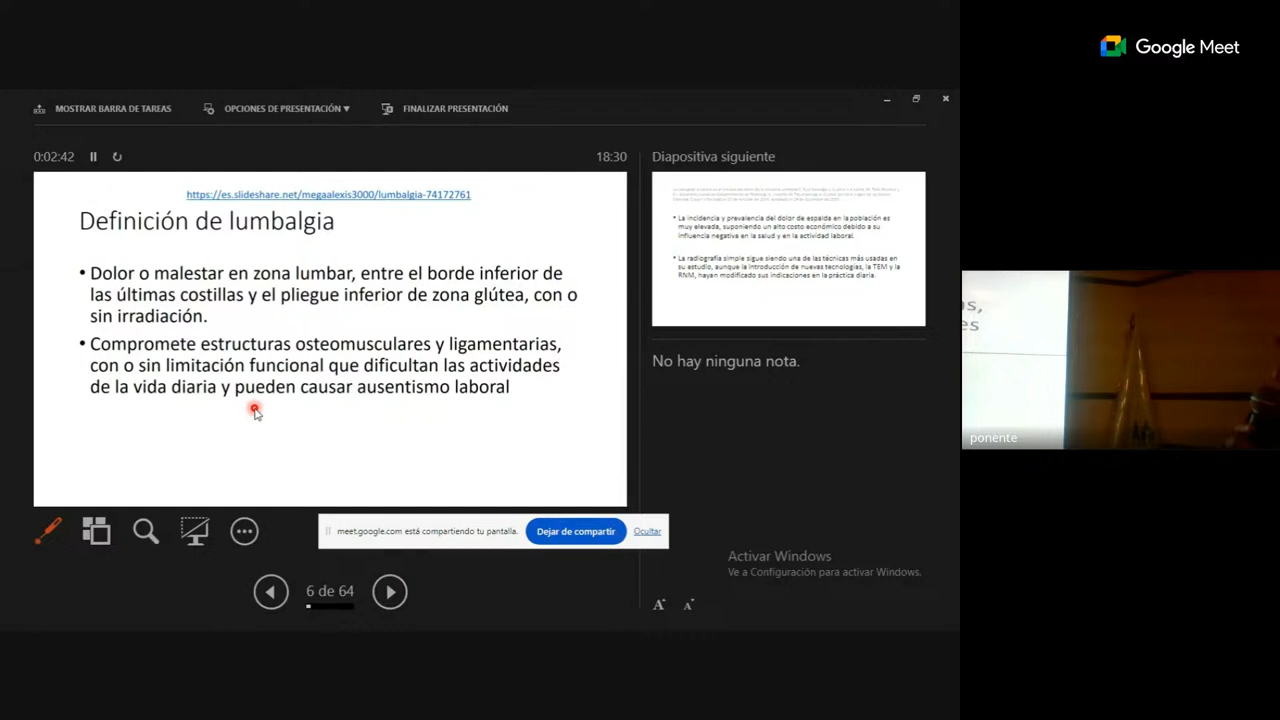 Google Meet
MOSTRAR BARRA DE TAREAS
OPCIONES DE PRESENTACIÓN ▼
FINALIZAR PRESENTACIÓN
0:02:42
18:30
Diapositiva siguiente
https://es.slideshare.net/megaalexis3000/lumbalgia-74172761
Definición de lumbalgia
• Dolor o malestar en zona lumbar, entre el borde inferior de
las últimas costillas y el pliegue inferior de zona glútea, con o
sin irradiación.
• Compromete estructuras osteomusculares y ligamentarias,
con o sin limitación funcional que dificultan las actividades
de la vida diaria y pueden causar ausentismo laboral
• La incidencia y prevalencia del dolor de espalda en la población es
muy elevada, suponiendo un alto costo económico debido a su
influencia negativa en la salud y en la actividad laboral.
• La radiografía simple sigue siendo una de las técnicas más usadas en
su estudio, aunque la introducción de nuevas tecnologías, la TEM y la
RNM, hayan modificado sus indicaciones en la práctica diaria.
No hay ninguna nota.
as,
es
ponente
meet.google.com está compartiendo tu pantalla.
Dejar de compartir
Ocultar
Activar Windows
Ve a Configuración para activar Windows.
6 de 64
A A